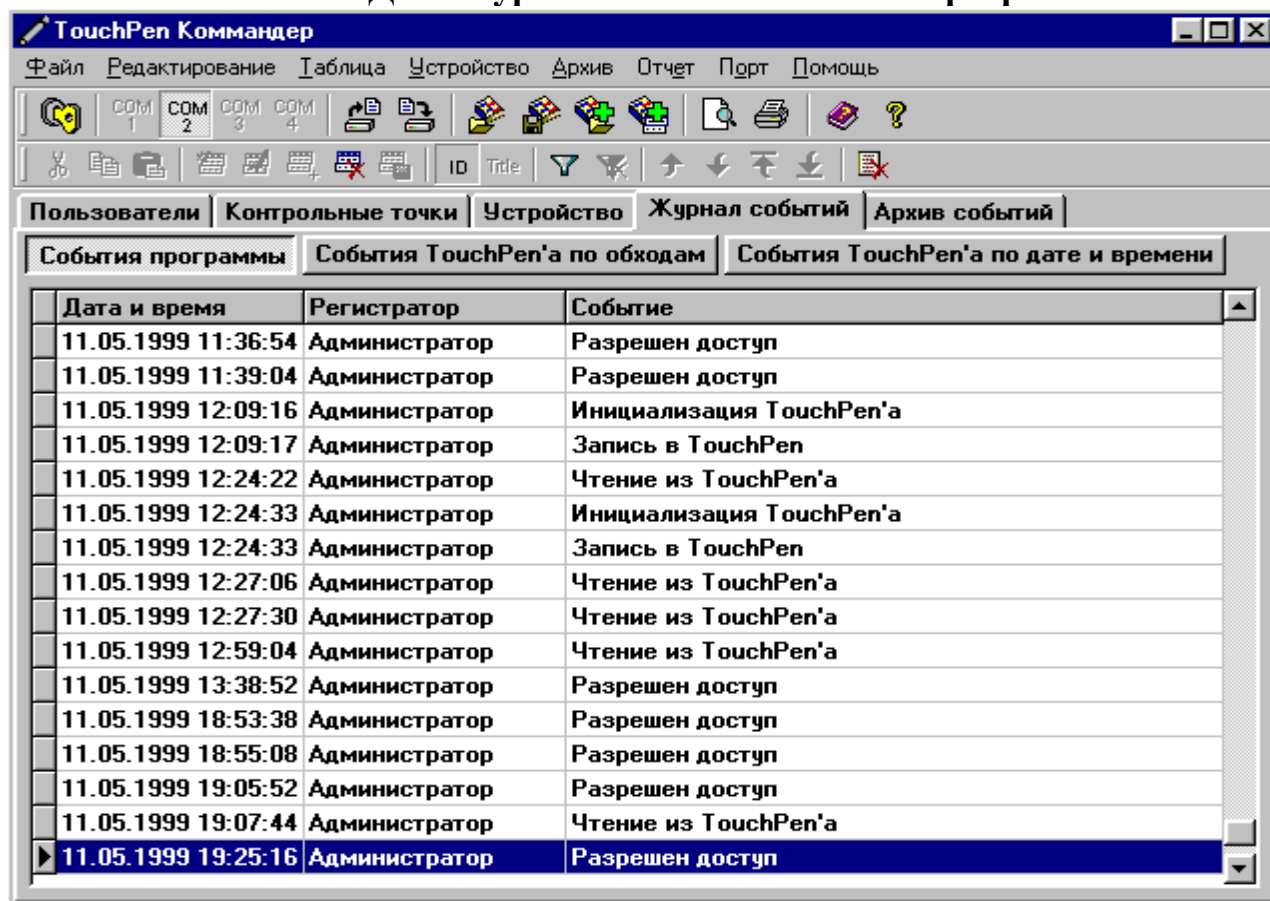 TouchPen Коммандер
Файл Редактирование Таблица Устройство Архив Отчет Порт Помощь
COM 1 COM 2 COM 3 COM 4
ID Title
Пользователи Контрольные точки Устройство Журнал событий Архив событий
События программы События TouchPen'а по обходам События TouchPen'а по дате и времени
Дата и время Регистратор Событие
11.05.1999 11:36:54 Администратор Разрешен доступ
11.05.1999 11:39:04 Администратор Разрешен доступ
11.05.1999 12:09:16 Администратор Инициализация TouchPen'а
11.05.1999 12:09:17 Администратор Запись в TouchPen
11.05.1999 12:24:22 Администратор Чтение из TouchPen'а
11.05.1999 12:24:33 Администратор Инициализация TouchPen'а
11.05.1999 12:24:33 Администратор Запись в TouchPen
11.05.1999 12:27:06 Администратор Чтение из TouchPen'а
11.05.1999 12:27:30 Администратор Чтение из TouchPen'а
11.05.1999 12:59:04 Администратор Чтение из TouchPen'а
11.05.1999 13:38:52 Администратор Разрешен доступ
11.05.1999 18:53:38 Администратор Разрешен доступ
11.05.1999 18:55:08 Администратор Разрешен доступ
11.05.1999 19:05:52 Администратор Разрешен доступ
11.05.1999 19:07:44 Администратор Чтение из TouchPen'а
11.05.1999 19:25:16 Администратор Разрешен доступ